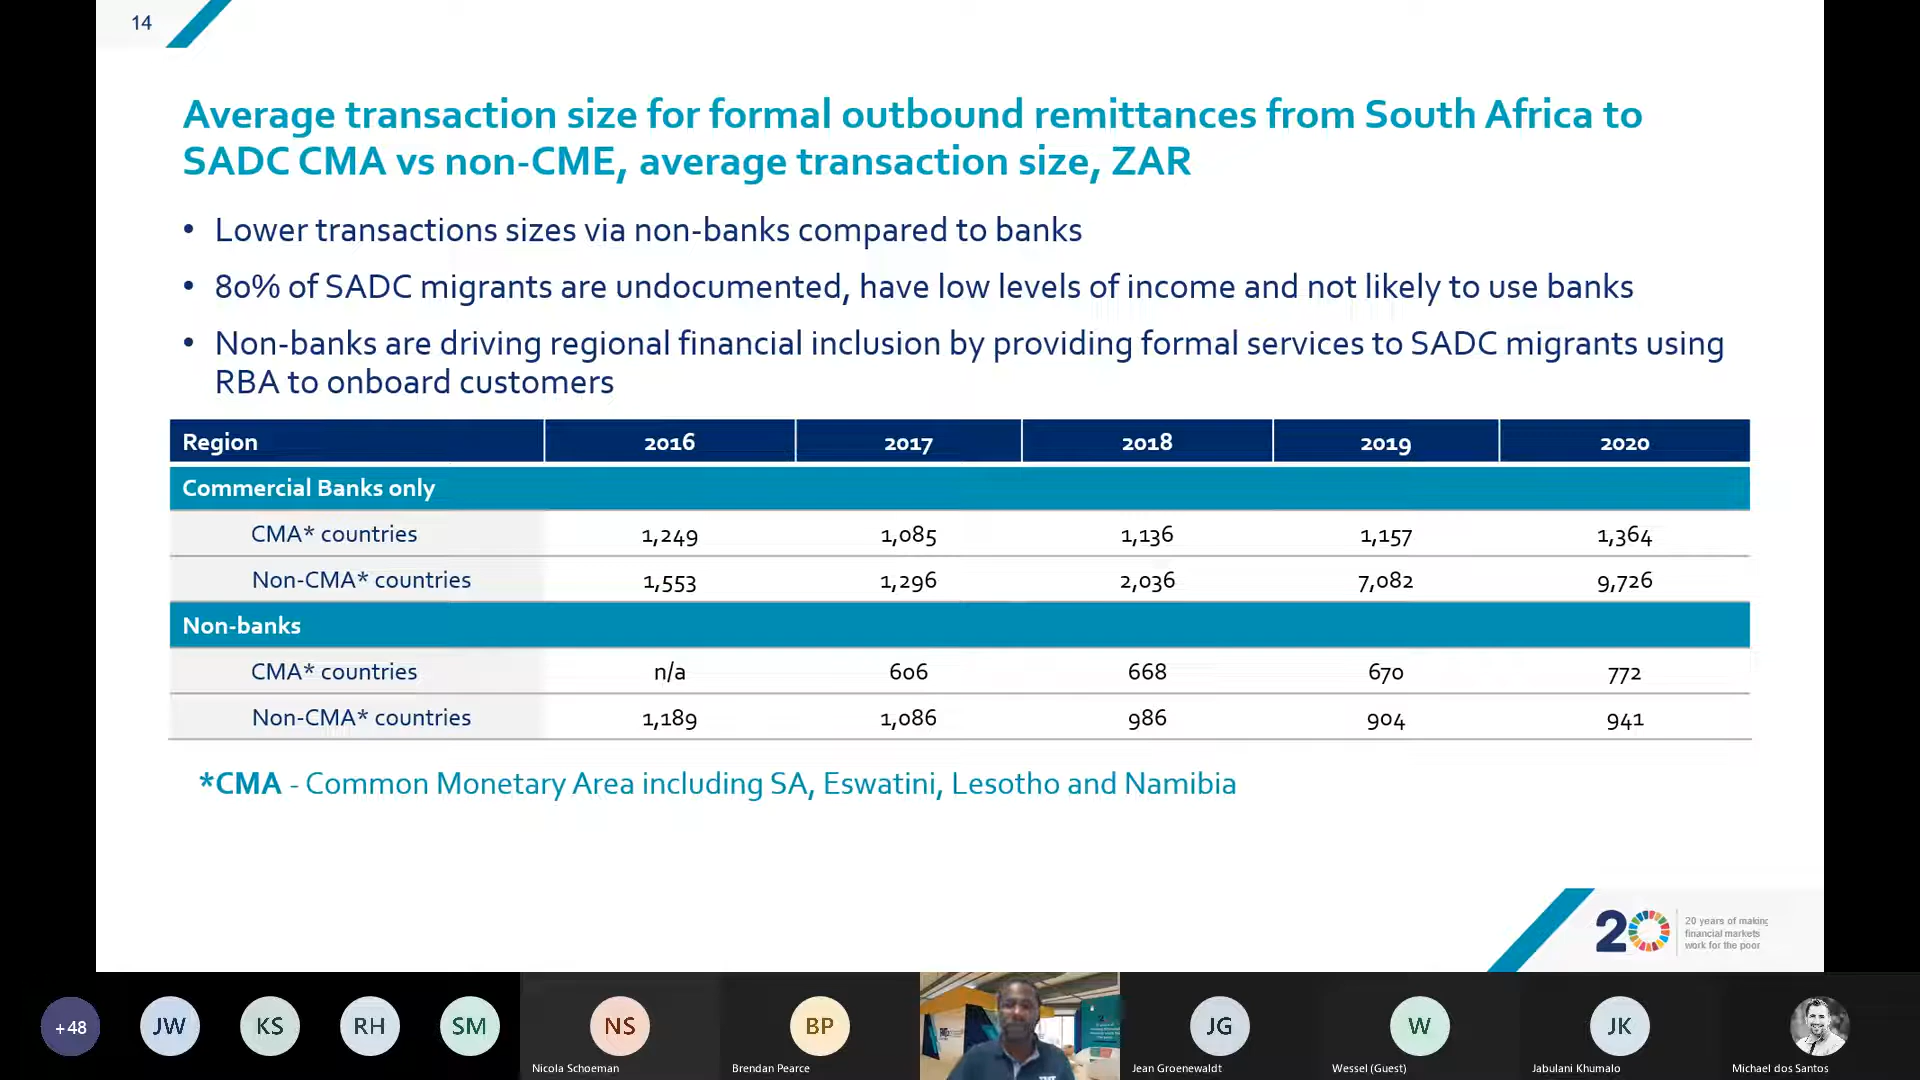 14
Average transaction size for formal outbound remittances from South Africa to
SADC CMA vs non-CME, average transaction size, ZAR
• Lower transactions sizes via non-banks compared to banks
• 80% of SADC migrants are undocumented, have low levels of income and not likely to use banks
• Non-banks are driving regional financial inclusion by providing formal services to SADC migrants using
RBA to onboard customers
Region 2016 2017 2018 2019 2020
Commercial Banks only
CMA* countries 1,249 1,085 1,136 1,157 1,364
Non-CMA* countries 1,553 1,296 2,036 7,082 9,726
Non-banks
CMA* countries n/a 606 668 670 772
Non-CMA* countries 1,189 1,086 986 904 941
*CMA - Common Monetary Area including SA, Eswatini, Lesotho and Namibia
20
20 years of making
financial markets
work for the poor
+48 JW KS RH SM NS BP JG W JK
Nicola Schoeman Brendan Pearce Jean Groenewaldt Wessel (Guest) Jabulani Khumalo Michael dos Santos